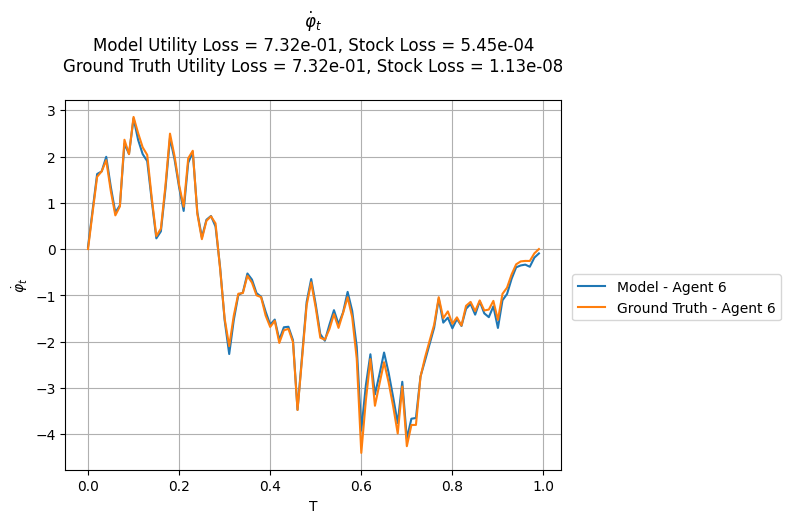 φ̇ₜ
Model Utility Loss = 7.32e-01, Stock Loss = 5.45e-04
Ground Truth Utility Loss = 7.32e-01, Stock Loss = 1.13e-08
φ̇ₜ
3
2
1
0
−1
−2
−3
−4
0.0 0.2 0.4 0.6 0.8 1.0
T
Model - Agent 6
Ground Truth - Agent 6